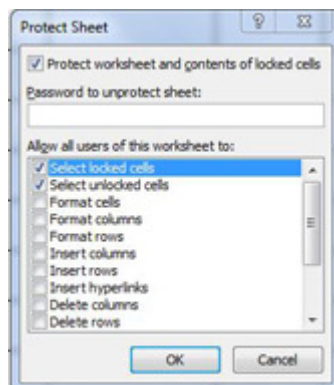 Protect Sheet
Protect worksheet and contents of locked cells
Password to unprotect sheet:
Allow all users of this worksheet to:
Select locked cells
Select unlocked cells
Format cells
Format columns
Format rows
Insert columns
Insert rows
Insert hyperlinks
Delete columns
Delete rows
OK Cancel